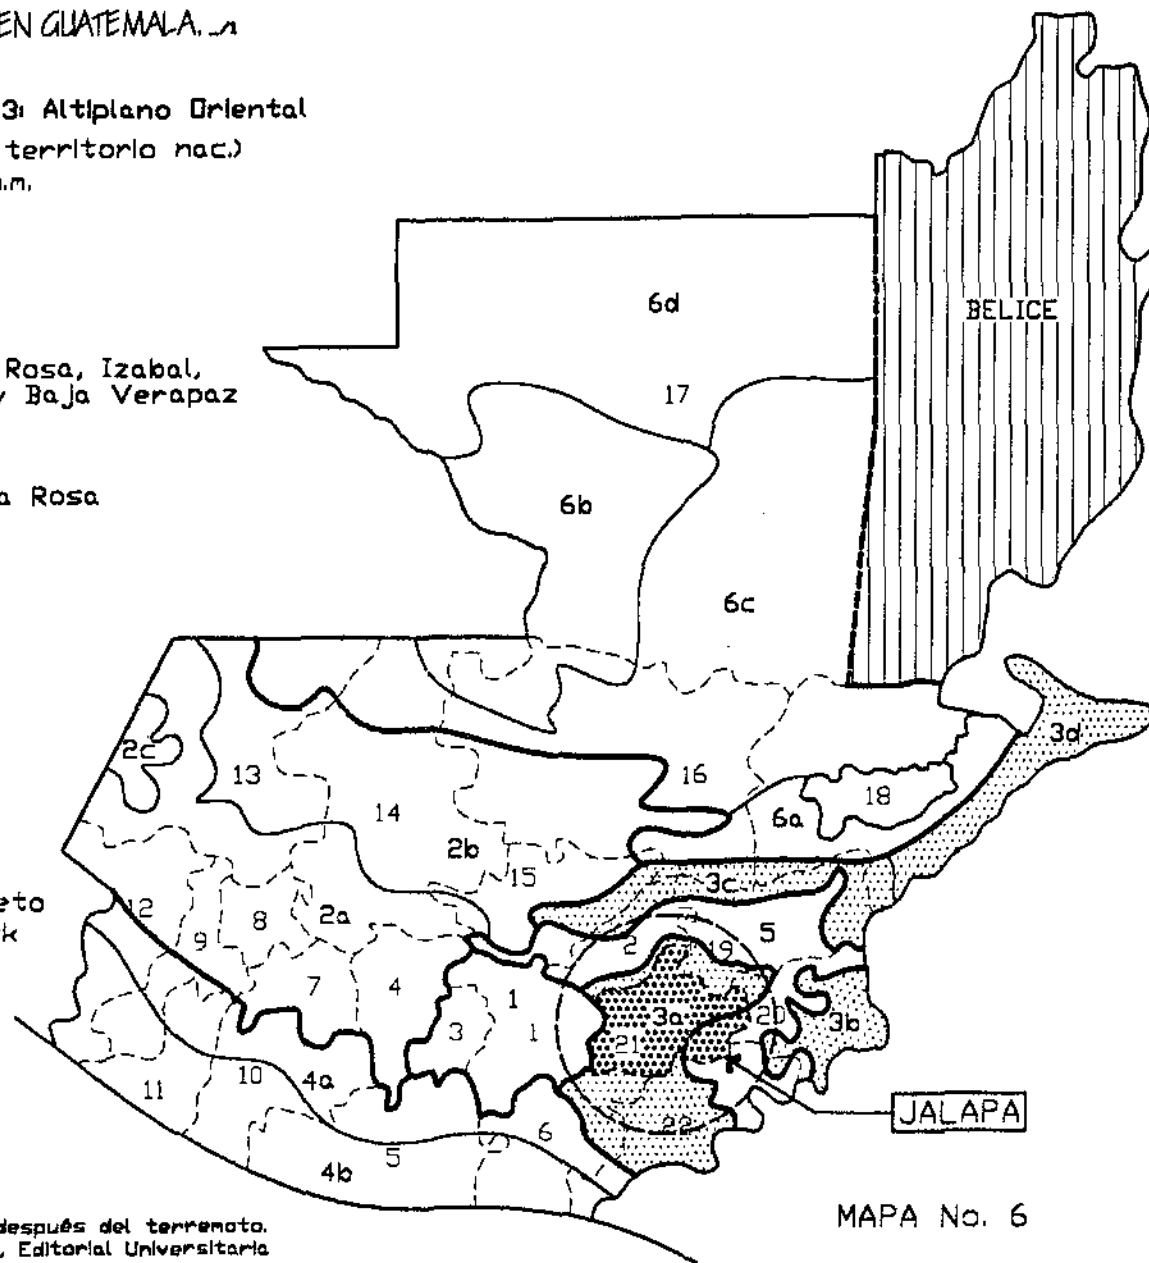 EN GUATEMALA.
3: Altiplano Oriental
territorio nac.)
.m.
Rosa, Izabal,
y Baja Verapaz
a Rosa
6d
BELICE
17
6b
6c
2c
13
14
16
3d
18
6a
2b
15
3c
eto
k
12
8
2a
9
2
19
5
7
4
1
3
1
3a
20
3b
21
11
10
4a
JALAPA
22
6
5
4b
MAPA No. 6
después del terremoto.
, Editorial Universitaria